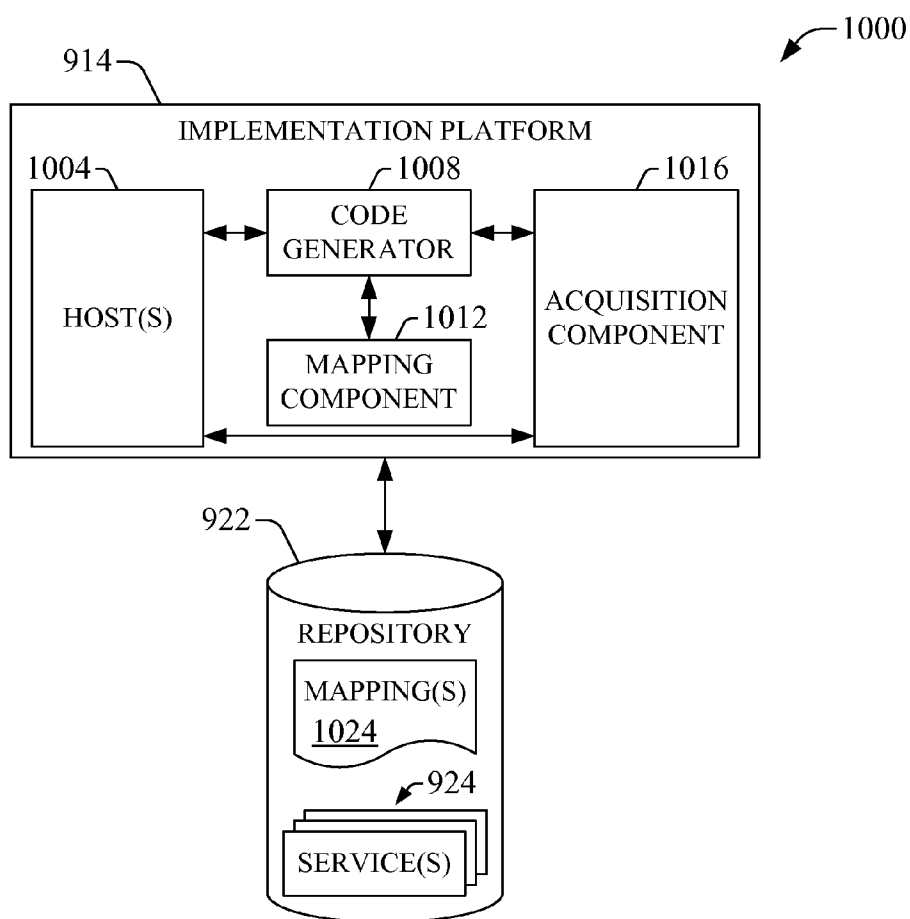 1000
914
IMPLEMENTATION PLATFORM
1004
1008
1016
HOST(S)
CODE
GENERATOR
ACQUISITION
COMPONENT
1012
MAPPING
COMPONENT
922
REPOSITORY
MAPPING(S)
1024
924
SERVICE(S)